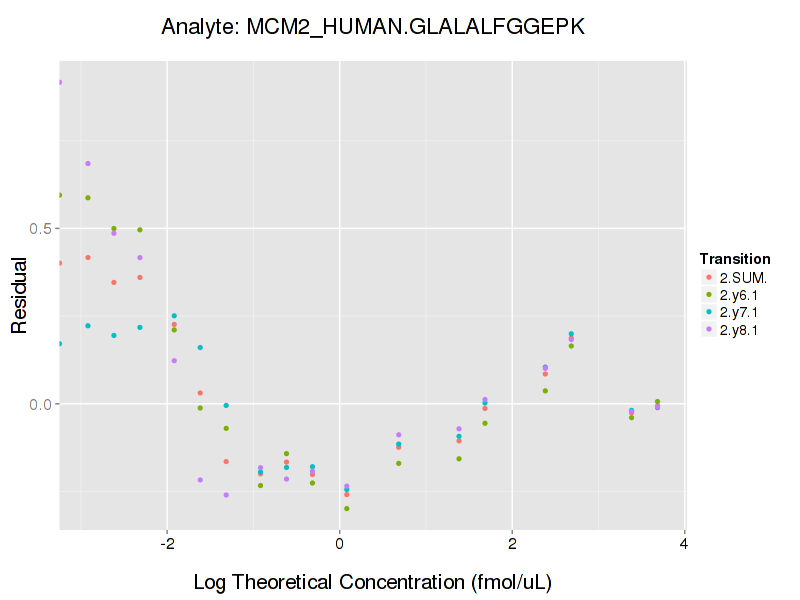 Analyte: MCM2_HUMAN.GLALALFGGEPK
Residual
0.5
0.0
-2
0
2
4
Log Theoretical Concentration (fmol/uL)
Transition
2.SUM.
2.y6.1
2.y7.1
2.y8.1